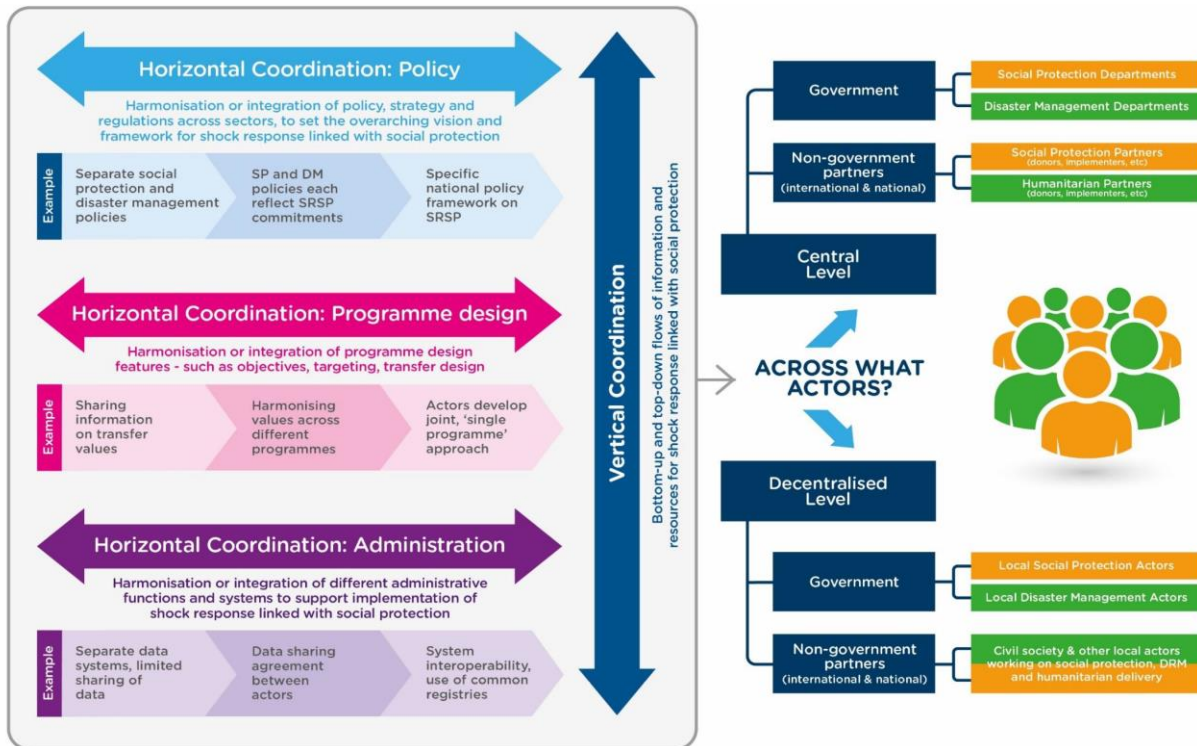 Horizontal Coordination: Policy
Harmonisation or integration of policy, strategy and
regulations across sectors, to set the overarching vision and
framework for shock response linked with social protection
Example
Separate social
protection and
disaster management
policies
SP and DM
policies each
reflect SRSP
commitments
Specific
national policy
framework on
SRSP
Horizontal Coordination: Programme design
Harmonisation or integration of programme design
features - such as objectives, targeting, transfer design
Example
Sharing
information
on transfer
values
Harmonising
values across
different
programmes
Actors develop
joint, ‘single
programme’
approach
Horizontal Coordination: Administration
Harmonisation or integration of different administrative
functions and systems to support implementation of
shock response linked with social protection
Example
Separate data
systems, limited
sharing of
data
Data sharing
agreement
between
actors
System
interoperability,
use of common
registries
Vertical Coordination
Bottom-up and top-down flows of information and
resources for shock response linked with social protection
ACROSS WHAT
ACTORS?
Central
Level
Government
Social Protection Departments
Disaster Management Departments
Non-government
partners
(international & national)
Social Protection Partners
(donors, implementers, etc)
Humanitarian Partners
(donors, implementers, etc)
Decentralised
Level
Government
Local Social Protection Actors
Local Disaster Management Actors
Non-government
partners
(international & national)
Civil society & other local actors
working on social protection, DRM
and humanitarian delivery